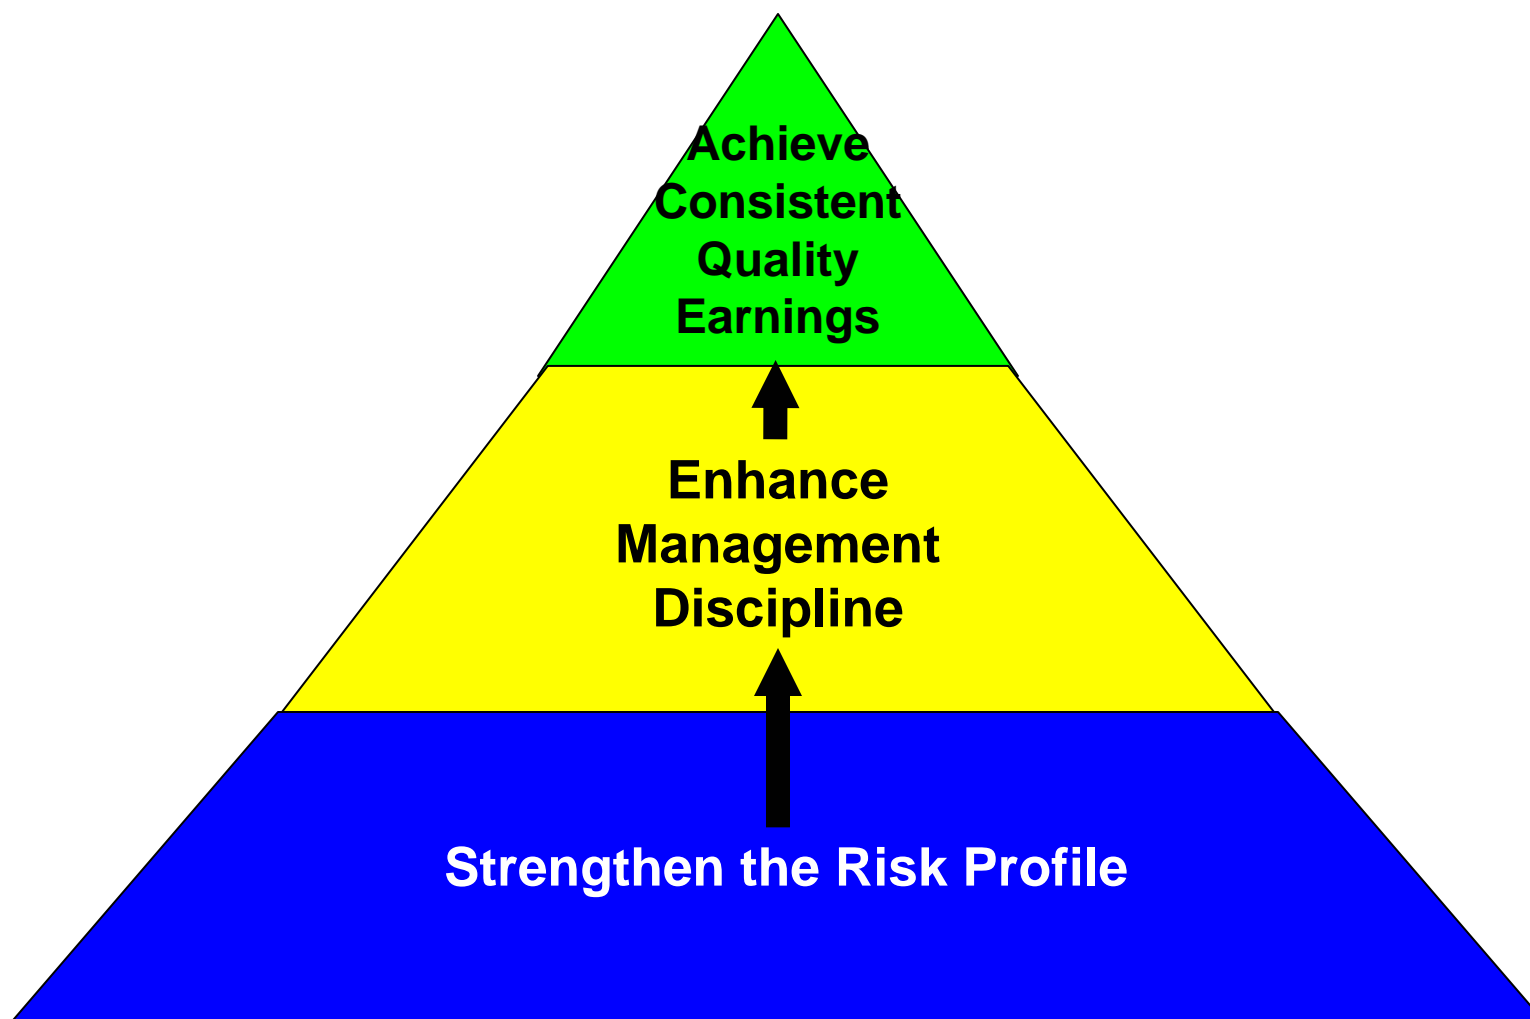 Achieve
Consistent
Quality
Earnings
Enhance
Management
Discipline
Strengthen the Risk Profile